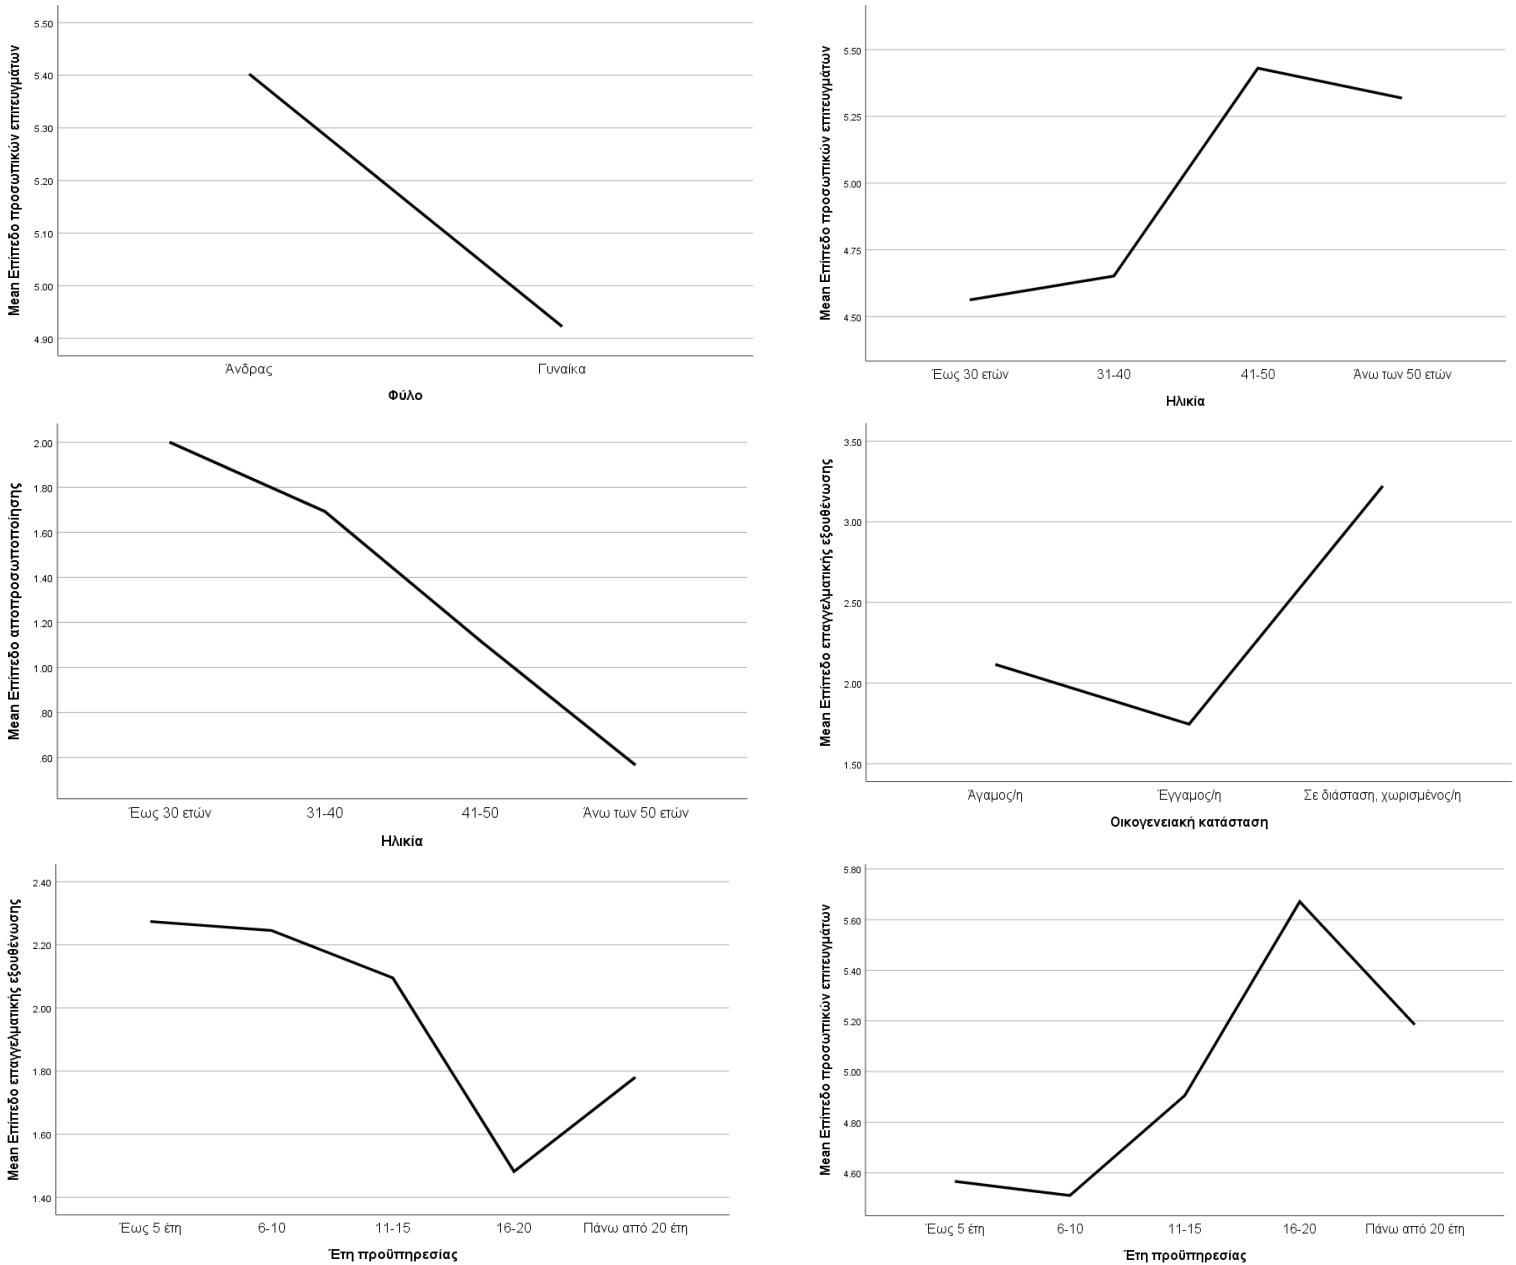 Mean Επίπεδο προσωπικών επιτευγμάτων
5.50
5.40
5.30
5.20
5.10
5.00
4.90
Άνδρας Γυναίκα
Φύλο
Mean Επίπεδο προσωπικών επιτευγμάτων
5.50
5.25
5.00
4.75
4.50
Έως 30 ετών 31-40 41-50 Άνω των 50 ετών
Ηλικία
Mean Επίπεδο αποπροσωποποίησης
2.00
1.80
1.60
1.40
1.20
1.00
.80
.60
Έως 30 ετών 31-40 41-50 Άνω των 50 ετών
Ηλικία
Mean Επίπεδο επαγγελματικής εξουθένωσης
3.50
3.00
2.50
2.00
1.50
Άγαμος/η Έγγαμος/η Σε διάσταση, χωρισμένος/η
Οικογενειακή κατάσταση
Mean Επίπεδο επαγγελματικής εξουθένωσης
2.40
2.20
2.00
1.80
1.60
1.40
Έως 5 έτη 6-10 11-15 16-20 Πάνω από 20 έτη
Έτη προϋπηρεσίας
Mean Επίπεδο προσωπικών επιτευγμάτων
5.80
5.60
5.40
5.20
5.00
4.80
4.60
Έως 5 έτη 6-10 11-15 16-20 Πάνω από 20 έτη
Έτη προϋπηρεσίας